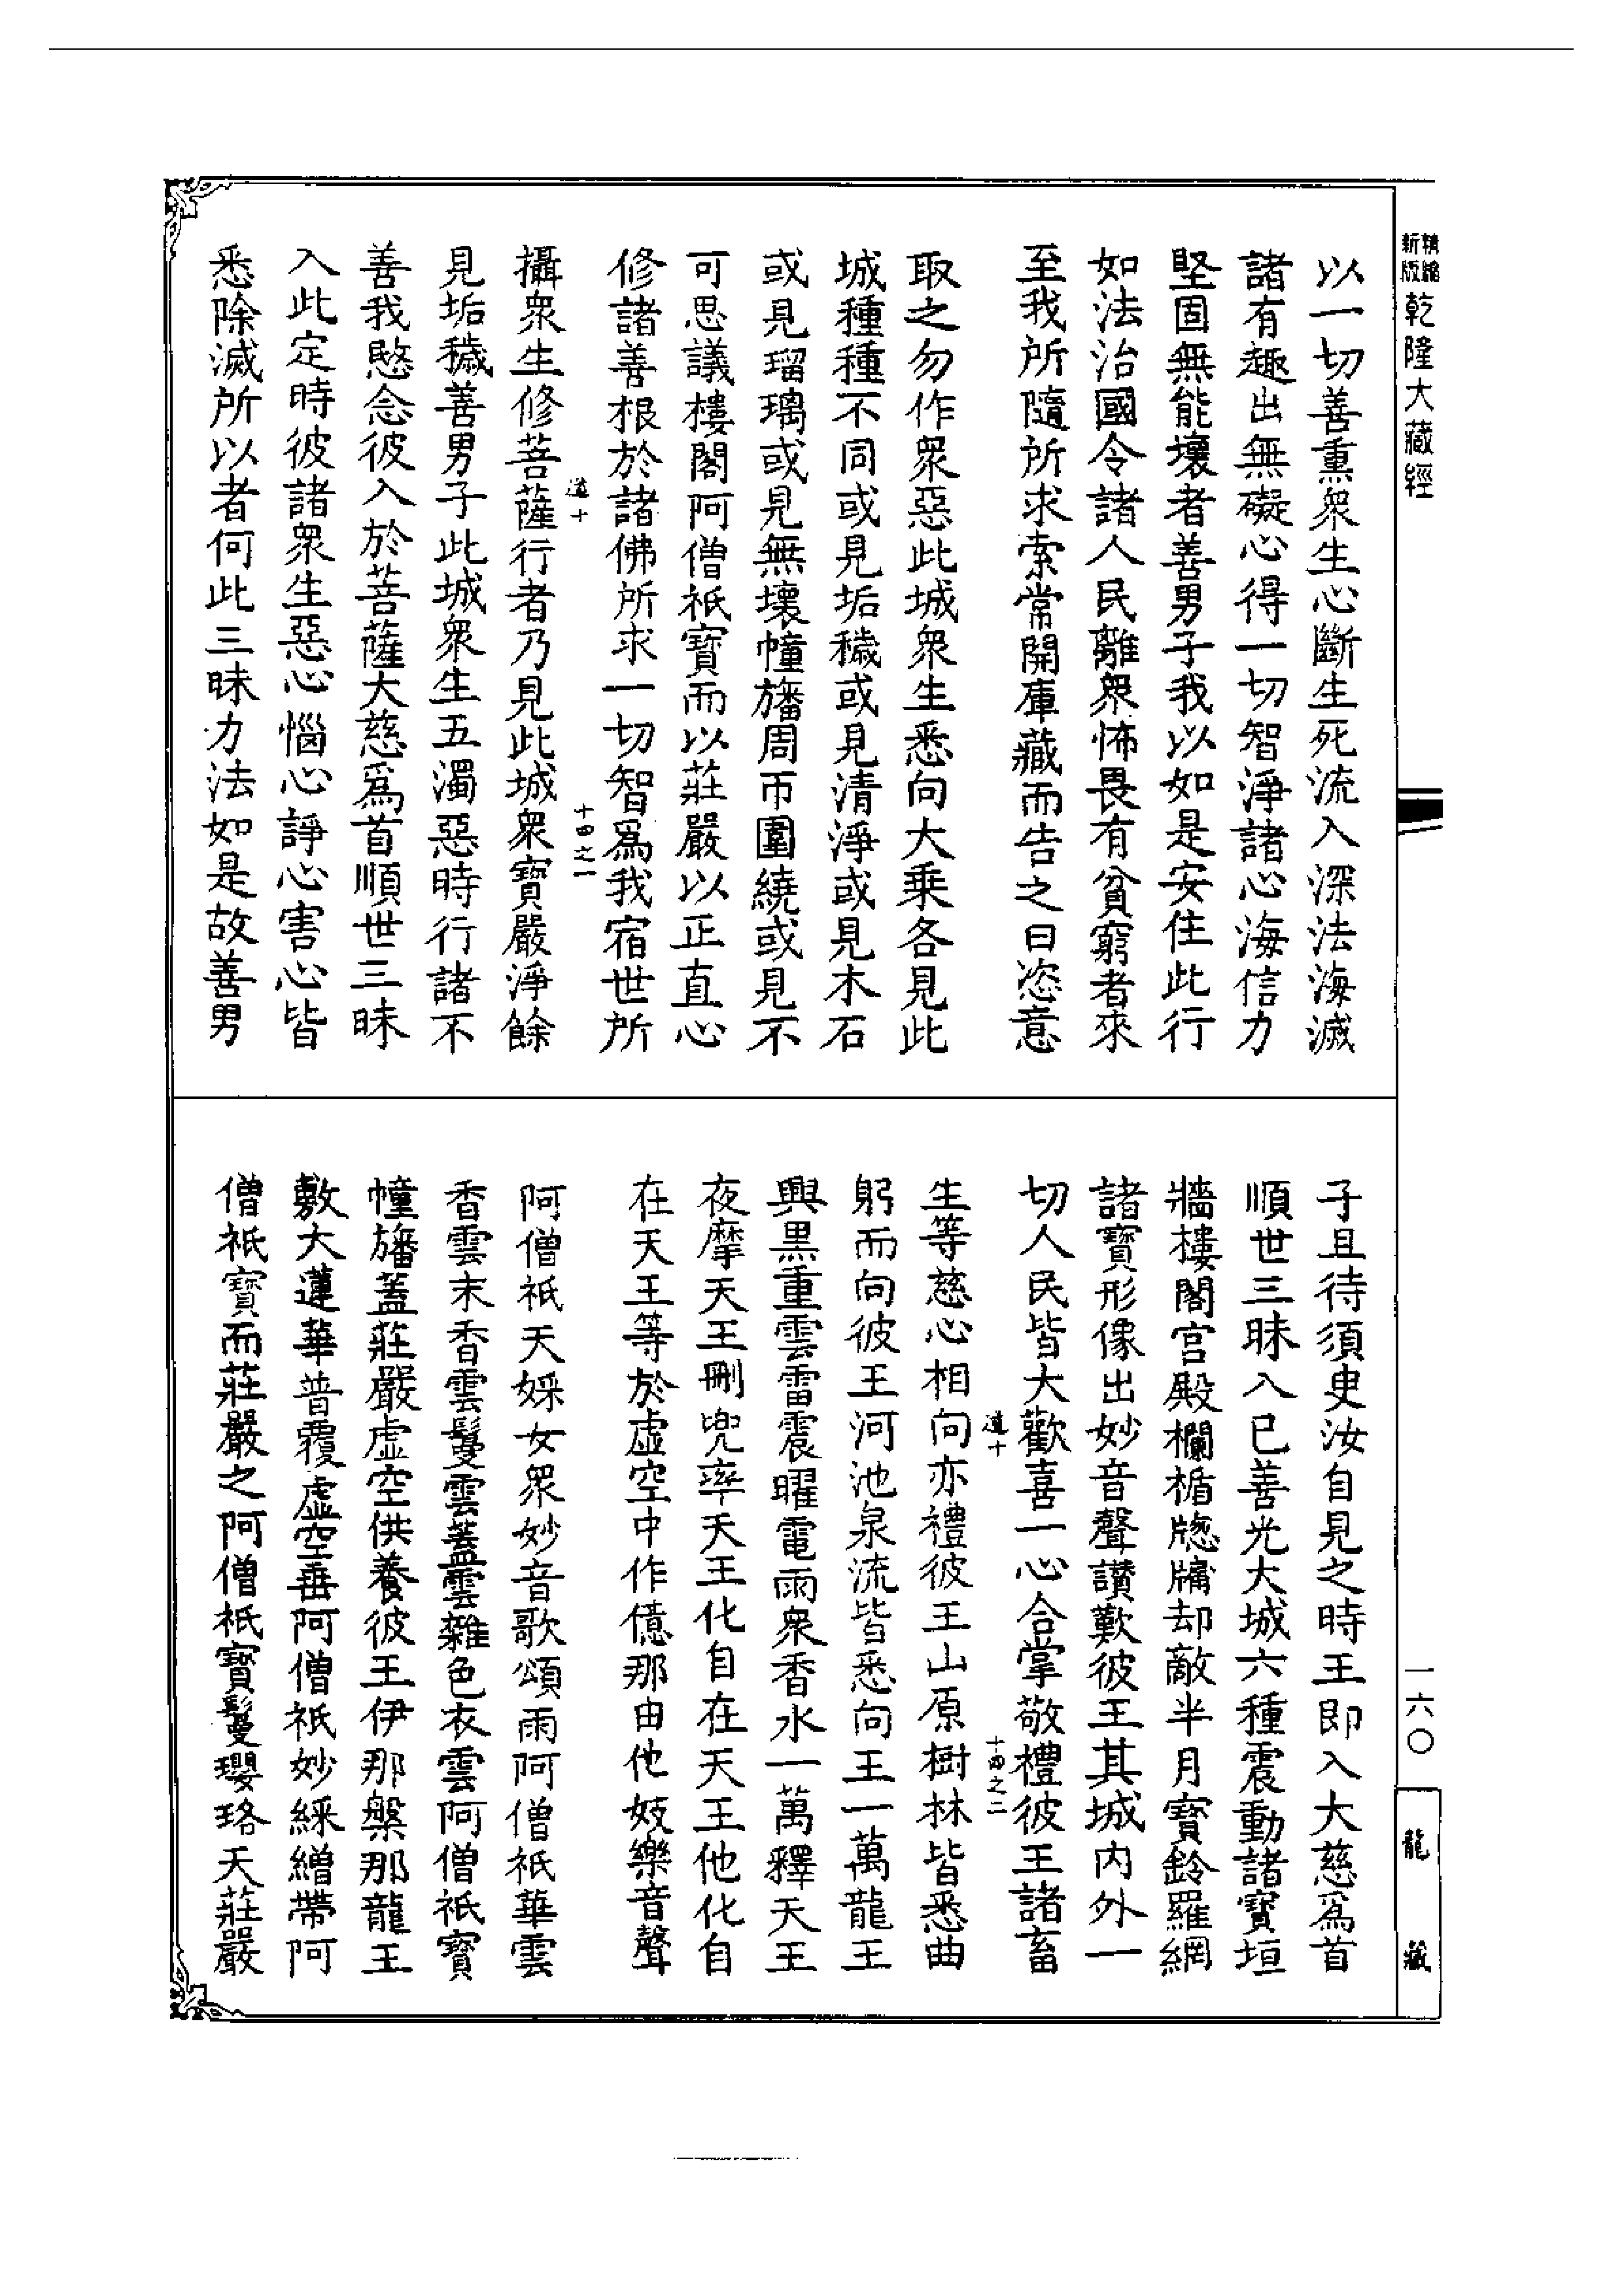 精編
新版
乾隆大藏經
以一切善熏衆生心斷生死流入深法海滅
諸有趣出無礙心得一切智淨諸心海信力
堅固無能壞者善男子我以如是安住此行
如法治國令諸人民離衆怖畏有貧窮者來
至我所隨所求索常開庫藏而告之曰恣意
取之勿作衆惡此城衆生悉向大乘各見此
城種種不同或見垢穢或見清淨或見木石
或見瑠璃或見無壞幢旛周帀圍繞或見不
可思議樓閣阿僧祇寶而以莊嚴以正直心
修諸善根於諸佛所求一切智爲我宿世所
道十
十四之一
攝衆生修菩薩行者乃見此城衆寶嚴淨餘
見垢穢善男子此城衆生五濁惡時行諸不
善我愍念彼入於菩薩大慈爲首順世三昧
入此定時彼諸衆生惡心惱心諍心害心皆
悉除滅所以者何此三昧力法如是故善男
子且待須臾汝自見之時王即入大慈爲首
順世三昧入已善光大城六種震動諸寶垣
牆樓閣宮殿欄楯牕牖却敵半月寶鈴羅網
諸寶形像出妙音聲讚歎彼王其城内外一
切人民皆大歡喜一心合掌敬禮彼王諸畜
道十
十四之二
生等慈心相向亦禮彼王山原樹林皆悉曲
躬而向彼王河池泉流皆悉向王一萬龍王
興黑重雲雷震曜電雨衆香水一萬釋天王
夜摩天王刪兜率天王化自在天王他化自
在天王等於虛空中作億那由他妓樂音聲
阿僧祇天婇女衆妙音歌頌雨阿僧祇華雲
香雲末香雲鬘雲蓋雲雜色衣雲阿僧祇寶
幢旛蓋莊嚴虛空供養彼王伊那槃那龍王
敷大蓮華普覆虛空垂阿僧祇妙綵繒帶阿
僧祇寶而莊嚴之阿僧祇寶鬘瓔珞天莊嚴
一六〇
龍藏